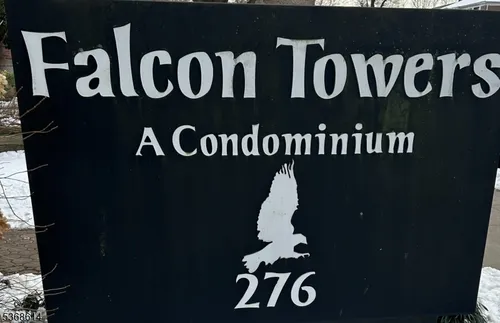 Falcon Towers
A Condominium
276
5368614